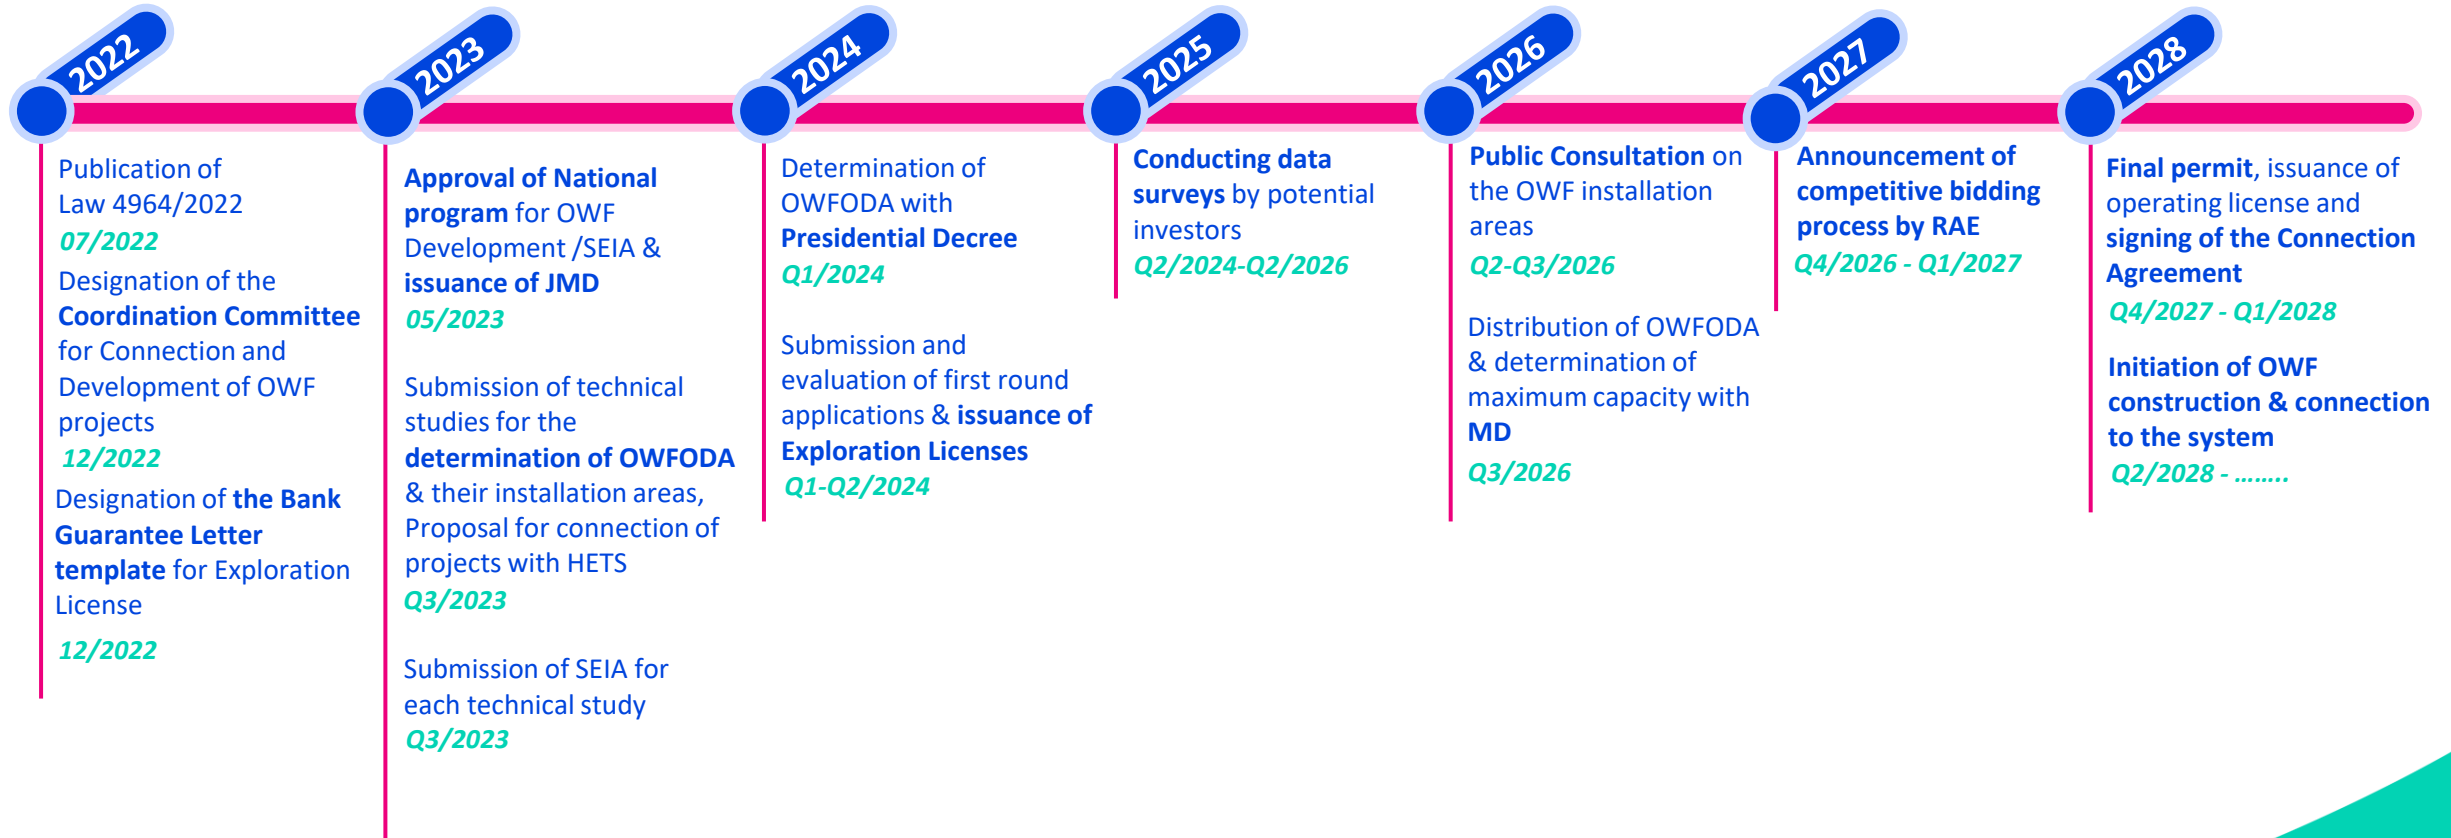 2022
Publication of
Law 4964/2022
07/2022
Designation of the
Coordination Committee
for Connection and
Development of OWF
projects
12/2022
Designation of the Bank
Guarantee Letter
template for Exploration
License
12/2022
2023
Approval of National
program for OWF
Development /SEIA &
issuance of JMD
05/2023
Submission of technical
studies for the
determination of OWFODA
& their installation areas,
Proposal for connection of
projects with HETS
Q3/2023
Submission of SEIA for
each technical study
Q3/2023
2024
Determination of
OWFODA with
Presidential Decree
Q1/2024
Submission and
evaluation of first round
applications & issuance of
Exploration Licenses
Q1-Q2/2024
2025
Conducting data
surveys by potential
investors
Q2/2024-Q2/2026
2026
Public Consultation on
the OWF installation
areas
Q2-Q3/2026
Distribution of OWFODA
& determination of
maximum capacity with
MD
Q3/2026
2027
Announcement of
competitive bidding
process by RAE
Q4/2026 - Q1/2027
2028
Final permit, issuance of
operating license and
signing of the Connection
Agreement
Q4/2027 - Q1/2028
Initiation of OWF
construction & connection
to the system
Q2/2028 - ……..